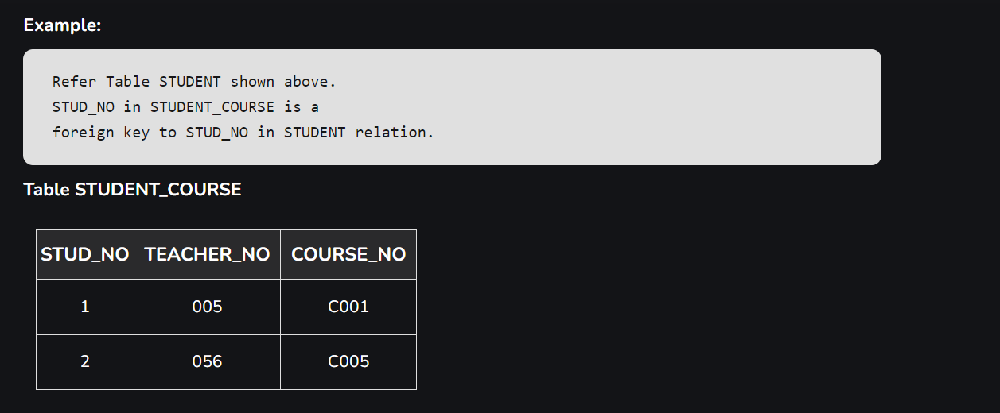 Example:
Refer Table STUDENT shown above.
STUD_NO in STUDENT_COURSE is a
foreign key to STUD_NO in STUDENT relation.
Table STUDENT_COURSE
STUD_NO TEACHER_NO COURSE_NO
1 005 C001
2 056 C005